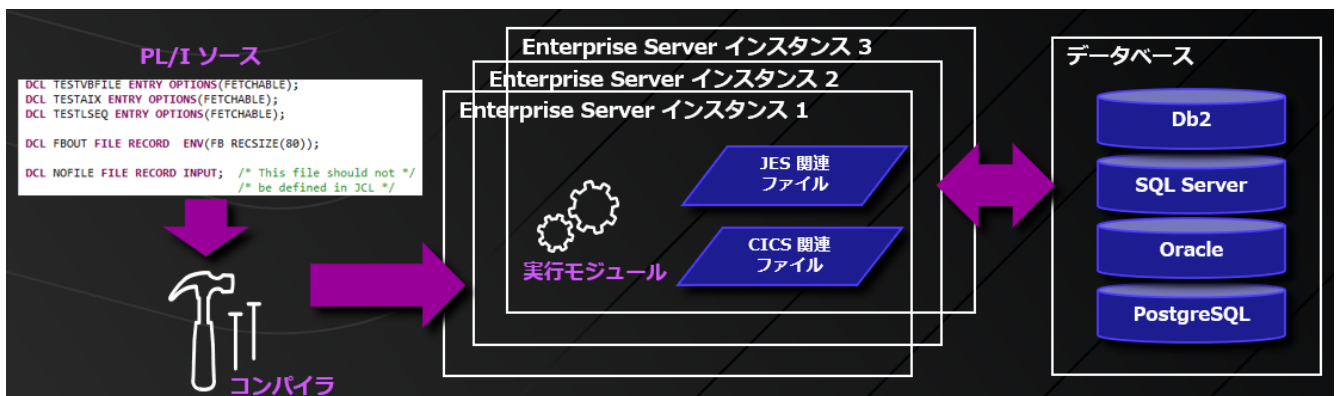 PL/I ソース
DCL TESTVBFILE ENTRY OPTIONS(FETCHABLE);
DCL TESTAIX ENTRY OPTIONS(FETCHABLE);
DCL TESTLSEQ ENTRY OPTIONS(FETCHABLE);
DCL FBOUT FILE RECORD  ENV(FB RECSIZE(80));
DCL NOFILE FILE RECORD INPUT;  /* This file should not */
/* be defined in JCL */
コンパイラ
Enterprise Server インスタンス 3
Enterprise Server インスタンス 2
Enterprise Server インスタンス 1
実行モジュール
JES 関連
ファイル
CICS 関連
ファイル
データベース
Db2
SQL Server
Oracle
PostgreSQL